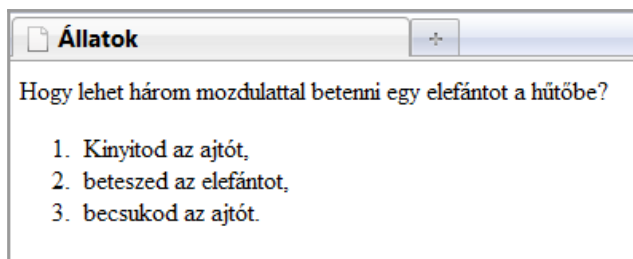 Állatok
Hogy lehet három mozdulattal betenni egy elefántot a hűtőbe?
1. Kinyitod az ajtót,
2. beteszed az elefántot,
3. becsukod az ajtót.